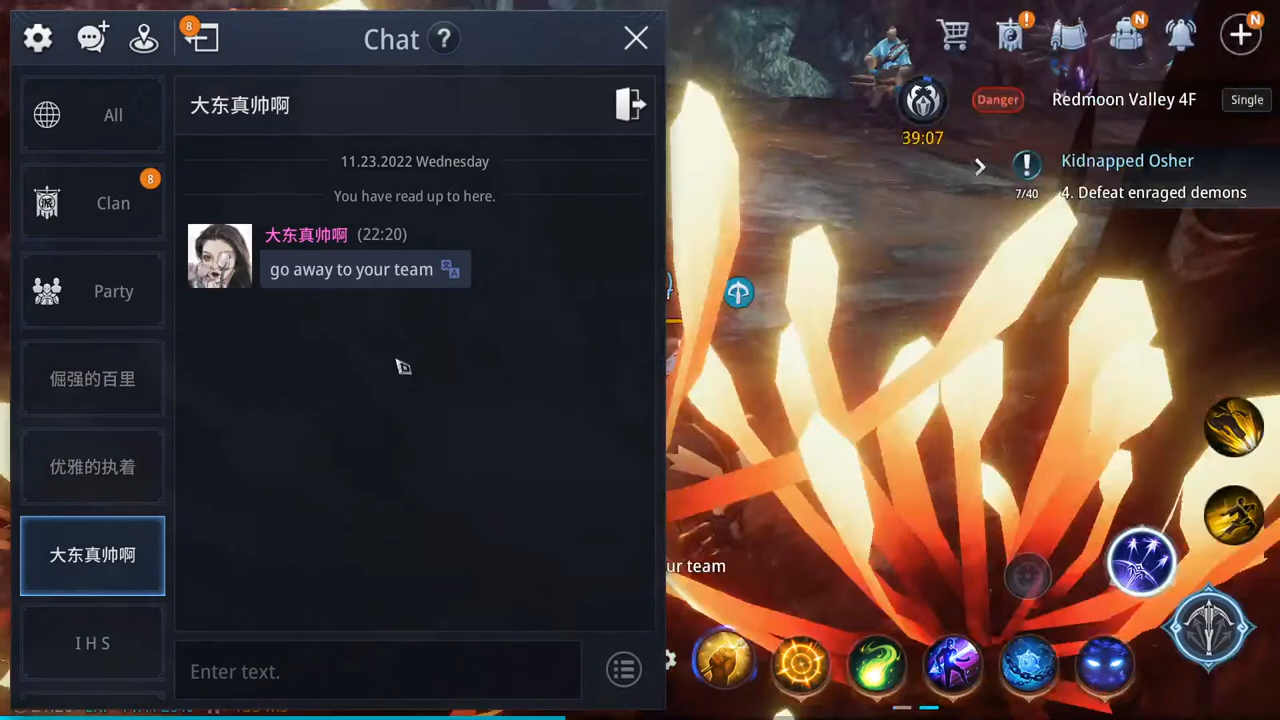 8
Chat ?
All
Clan
8
Party
倔强的百里
优雅的执着
大东真帅啊
I H S
大东真帅啊
11.23.2022 Wednesday
You have read up to here.
大东真帅啊 (22:20)
go away to your team
Enter text.
N
N
39:07
Danger
Redmoon Valley 4F
Single
Kidnapped Osher
7/40
4. Defeat enraged demons
ur team